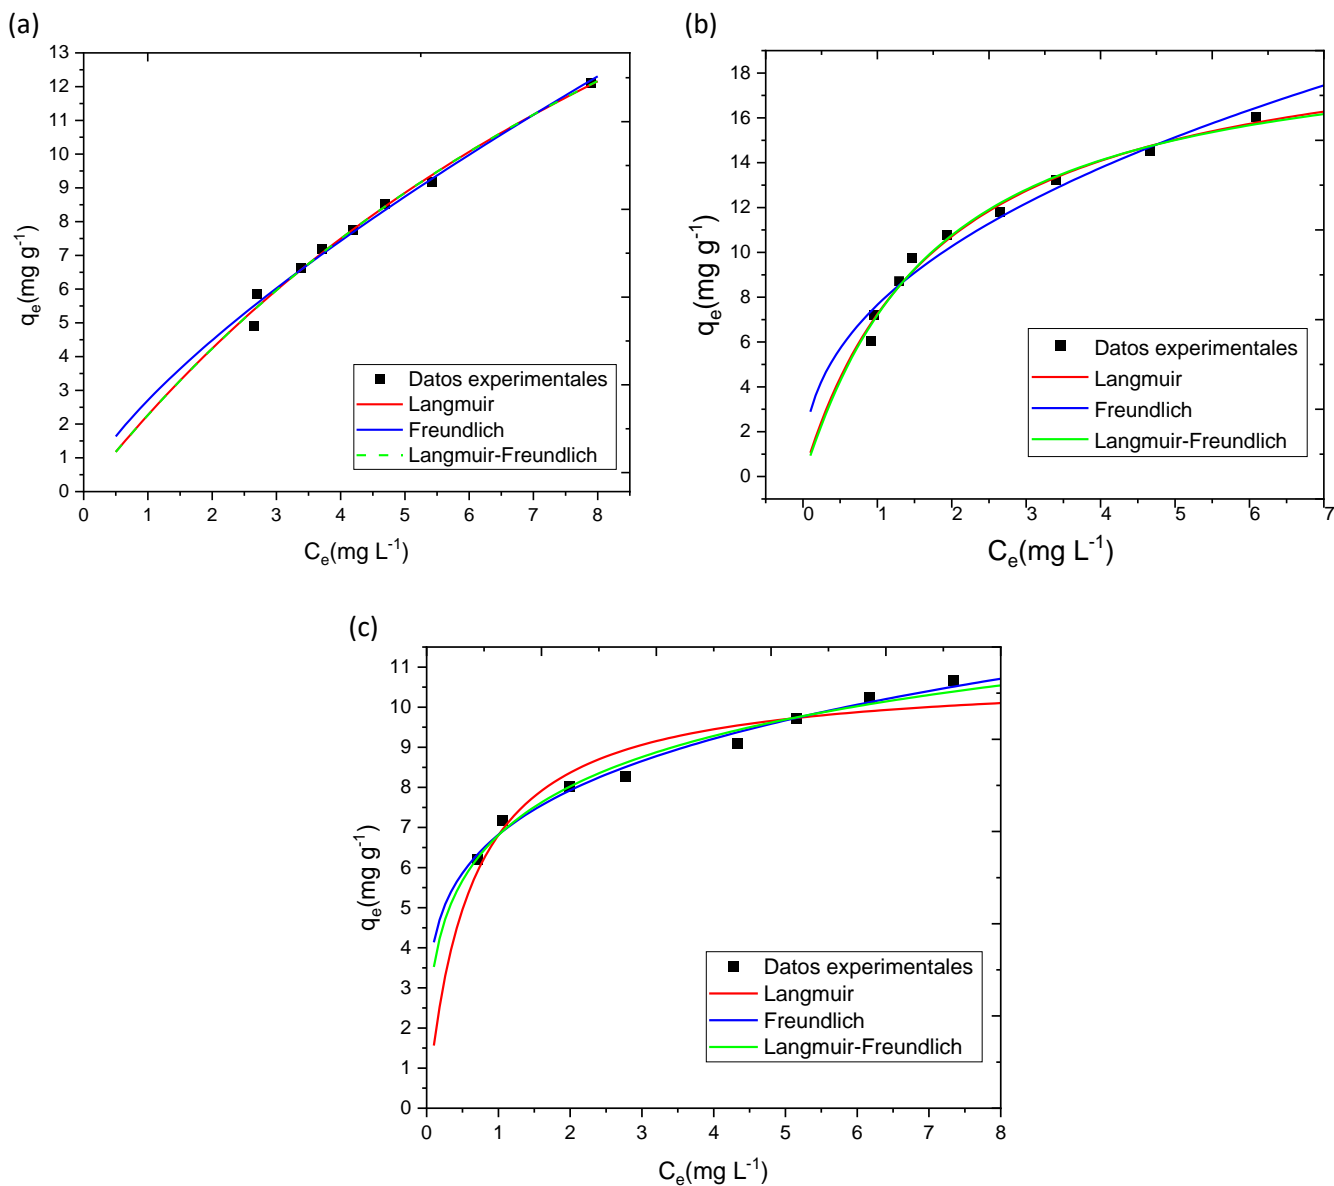 (a)
13
12
11
10
9
8
7
6
5
4
3
2
1
0
qₑ(mg g⁻¹)
Datos experimentales
Langmuir
Freundlich
Langmuir-Freundlich
0 1 2 3 4 5 6 7 8
Cₑ(mg L⁻¹)
(b)
18
16
14
12
10
8
6
4
2
0
qₑ(mg g⁻¹)
Datos experimentales
Langmuir
Freundlich
Langmuir-Freundlich
0 1 2 3 4 5 6 7
Cₑ(mg L⁻¹)
(c)
11
10
9
8
7
6
5
4
3
2
1
0
qₑ(mg g⁻¹)
Datos experimentales
Langmuir
Freundlich
Langmuir-Freundlich
0 1 2 3 4 5 6 7 8
Cₑ(mg L⁻¹)